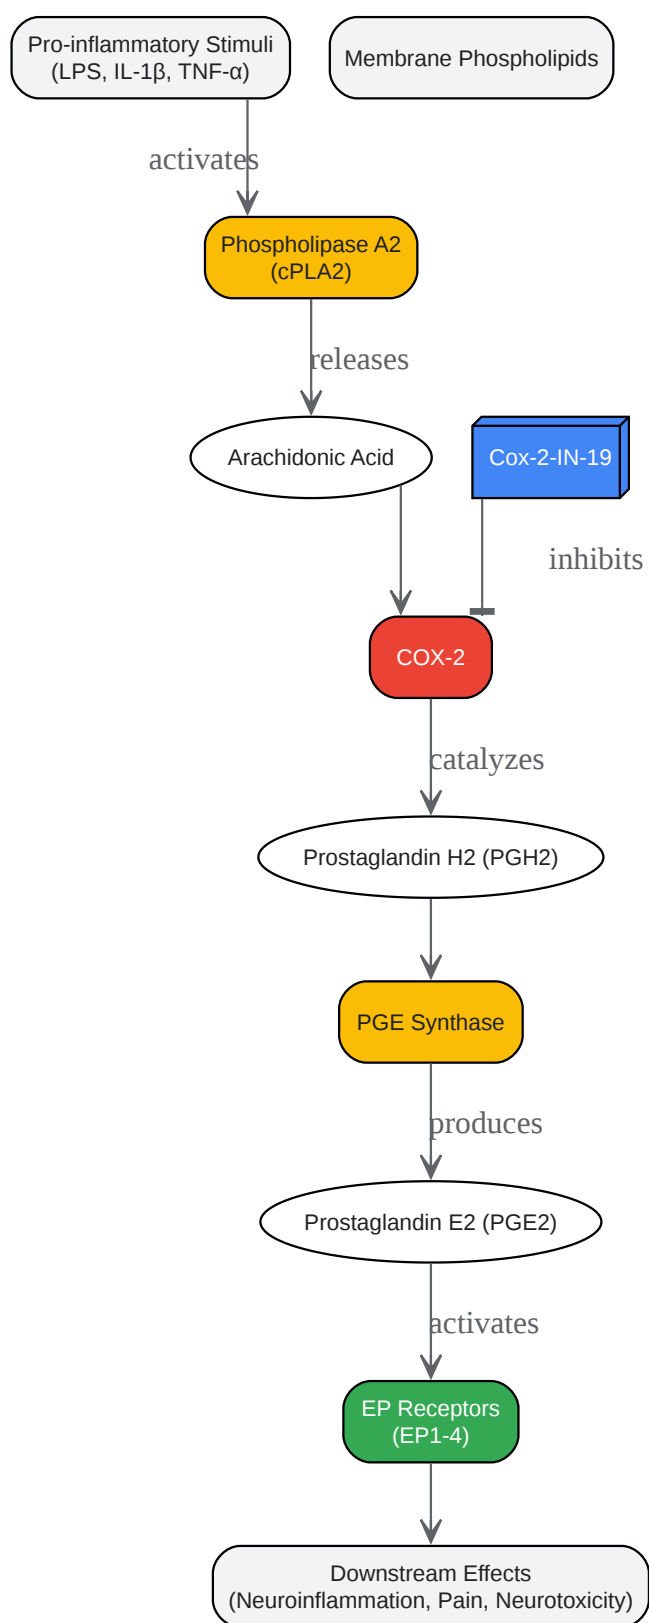 Pro-inflammatory Stimuli
(LPS, IL-1β, TNF-α)
Membrane Phospholipids
activates
Phospholipase A2
(cPLA2)
releases
Arachidonic Acid
Cox-2-IN-19
inhibits
COX-2
catalyzes
Prostaglandin H2 (PGH2)
PGE Synthase
produces
Prostaglandin E2 (PGE2)
activates
EP Receptors
(EP1-4)
Downstream Effects
(Neuroinflammation, Pain, Neurotoxicity)